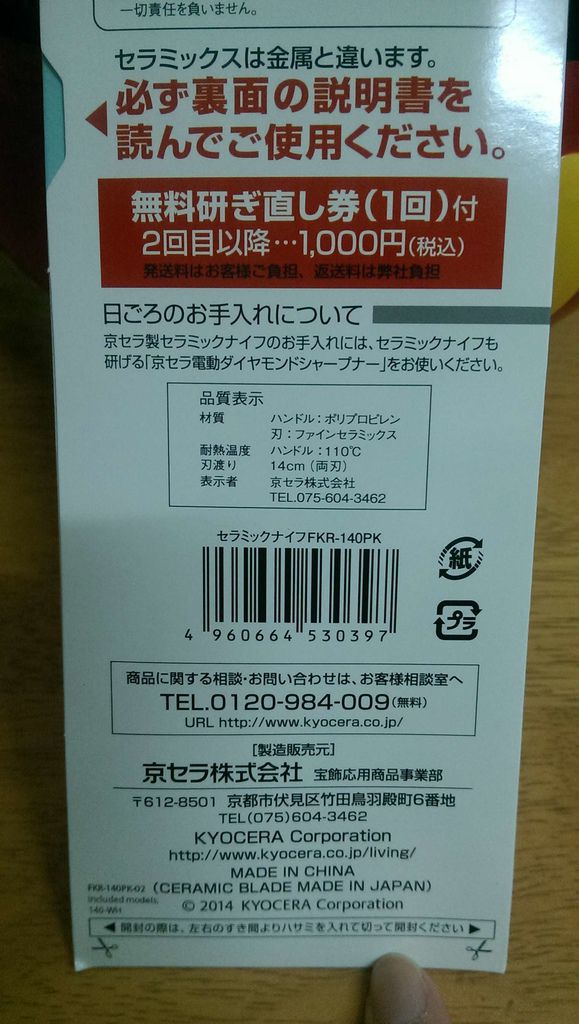 一切責任を負いません。
セラミックスは金属と違います。
◀必ず裏面の説明書を
読んでご使用ください。
無料研ぎ直し券(1回)付
2回目以降…1,000円(税込)
発送料はお客様ご負担、返送料は弊社負担
日ごろのお手入れについて
京セラ製セラミックナイフのお手入れには、セラミックナイフも
研げる「京セラ電動ダイヤモンドシャープナー」をお使いください。
品質表示
材質 ハンドル:ポリプロピレン
刃:ファインセラミックス
耐熱温度 ハンドル:110℃
刃渡り 14cm(両刃)
表示者 京セラ株式会社
TEL.075-604-3462
セラミックナイフFKR-140PK
紙
4 960664 530397
プラ
商品に関する相談・お問い合わせは、お客様相談室へ
TEL.0120-984-009(無料)
URL http://www.kyocera.co.jp/
[製造販売元]
京セラ株式会社 宝飾応用商品事業部
〒612-8501 京都市伏見区竹田鳥羽殿町6番地
TEL(075)604-3462
KYOCERA Corporation
http://www.kyocera.co.jp/living/
MADE IN CHINA
FKR-140PK-02 (CERAMIC BLADE MADE IN JAPAN)
Included models,
140-WH
© 2014 KYOCERA Corporation
◀開封の際は、左右のすき間よりハサミを入れて切って開封ください▶